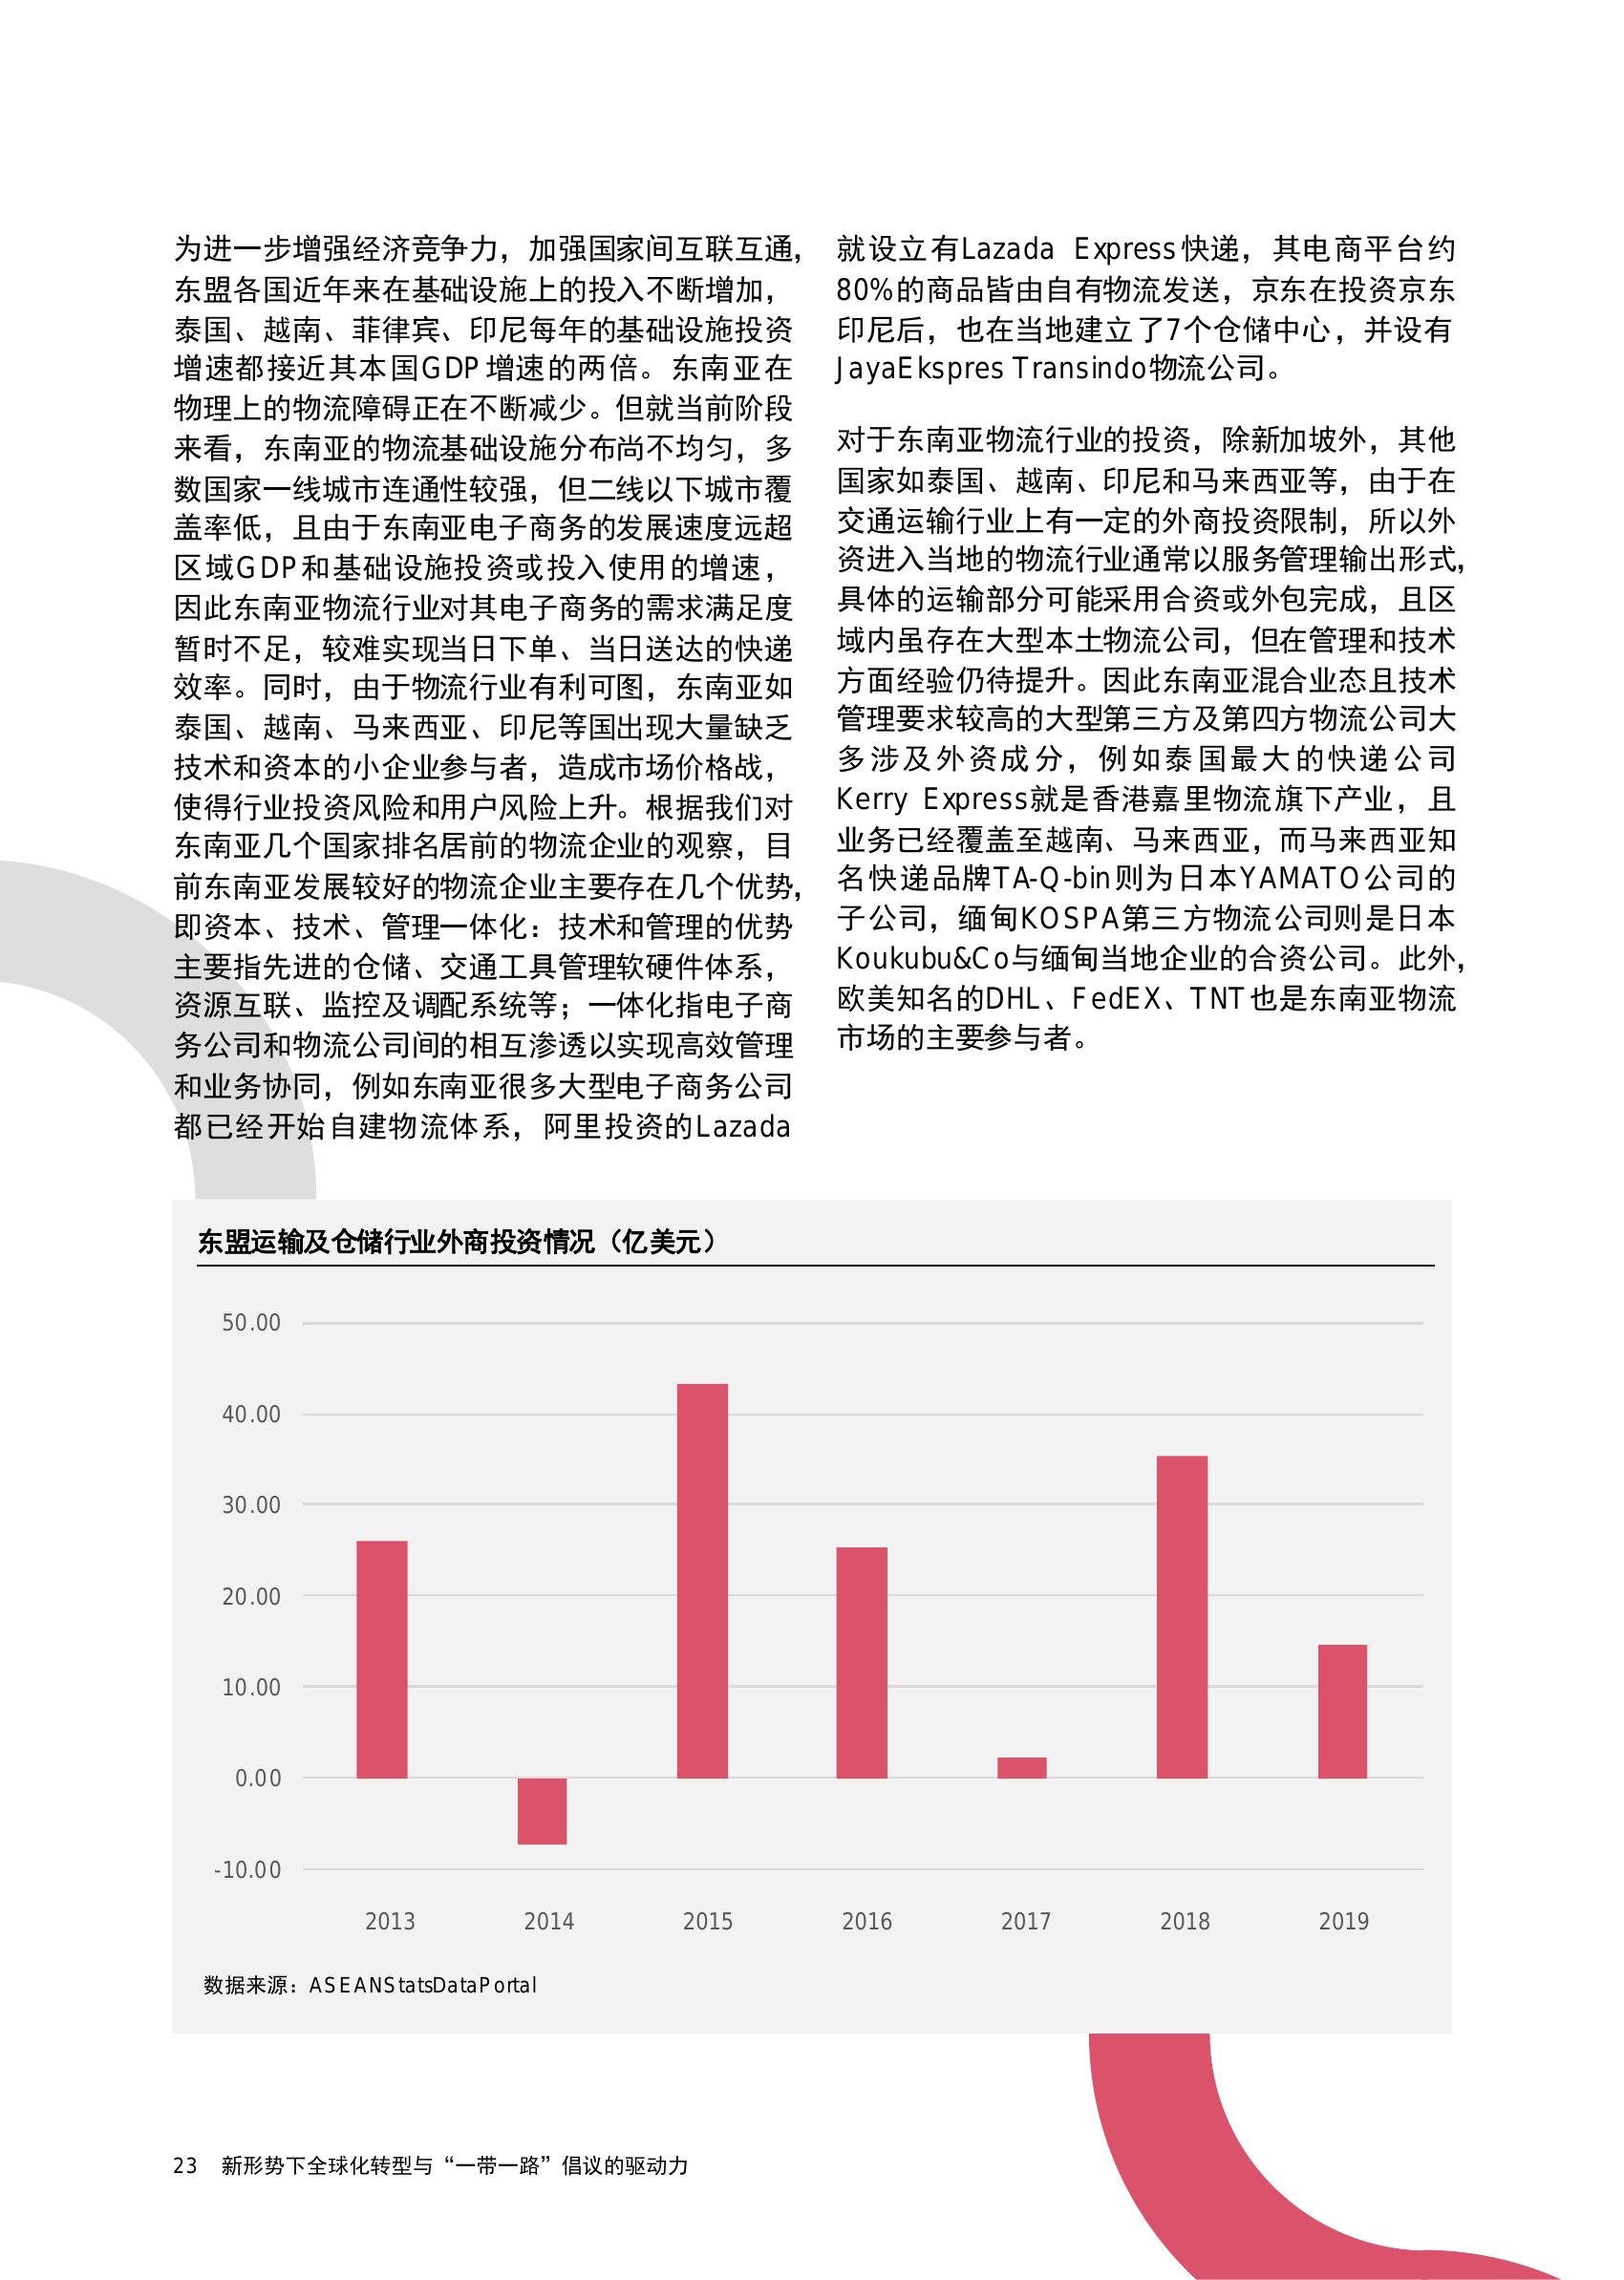 为进一步增强经济竞争力，加强国家间互联互通，
东盟各国近年来在基础设施上的投入不断增加，
泰国、越南、菲律宾、印尼每年的基础设施投资
增速都接近其本国GDP增速的两倍。东南亚在
物理上的物流障碍正在不断减少。但就当前阶段
来看，东南亚的物流基础设施分布尚不均匀，多
数国家一线城市连通性较强，但二线以下城市覆
盖率低，且由于东南亚电子商务的发展速度远超
区域GDP和基础设施投资或投入使用的增速，
因此东南亚物流行业对其电子商务的需求满足度
暂时不足，较难实现当日下单、当日送达的快递
效率。同时，由于物流行业有利可图，东南亚如
泰国、越南、马来西亚、印尼等国出现大量缺乏
技术和资本的小企业参与者，造成市场价格战，
使得行业投资风险和用户风险上升。根据我们对
东南亚几个国家排名居前的物流企业的观察，目
前东南亚发展较好的物流企业主要存在几个优势，
即资本、技术、管理一体化：技术和管理的优势
主要指先进的仓储、交通工具管理软硬件体系，
资源互联、监控及调配系统等；一体化指电子商
务公司和物流公司间的相互渗透以实现高效管理
和业务协同，例如东南亚很多大型电子商务公司
都已经开始自建物流体系，阿里投资的Lazada
就设立有Lazada Express快递，其电商平台约
80%的商品皆由自有物流发送，京东在投资京东
印尼后，也在当地建立了7个仓储中心，并设有
JayaEkspres Transindo物流公司。
对于东南亚物流行业的投资，除新加坡外，其他
国家如泰国、越南、印尼和马来西亚等，由于在
交通运输行业上有一定的外商投资限制，所以外
资进入当地的物流行业通常以服务管理输出形式，
具体的运输部分可能采用合资或外包完成，且区
域内虽存在大型本土物流公司，但在管理和技术
方面经验仍待提升。因此东南亚混合业态且技术
管理要求较高的大型第三方及第四方物流公司大
多涉及外资成分，例如泰国最大的快递公司
Kerry Express就是香港嘉里物流旗下产业，且
业务已经覆盖至越南、马来西亚，而马来西亚知
名快递品牌TA-Q-bin则为日本YAMATO公司的
子公司，缅甸KOSPA第三方物流公司则是日本
Koukubu&Co与缅甸当地企业的合资公司。此外，
欧美知名的DHL、FedEX、TNT也是东南亚物流
市场的主要参与者。
东盟运输及仓储行业外商投资情况（亿美元）
50.00
40.00
30.00
20.00
10.00
0.00
-10.00
2013 2014 2015 2016 2017 2018 2019
数据来源：ASEANStatsDataPortal
23 新形势下全球化转型与“一带一路”倡议的驱动力